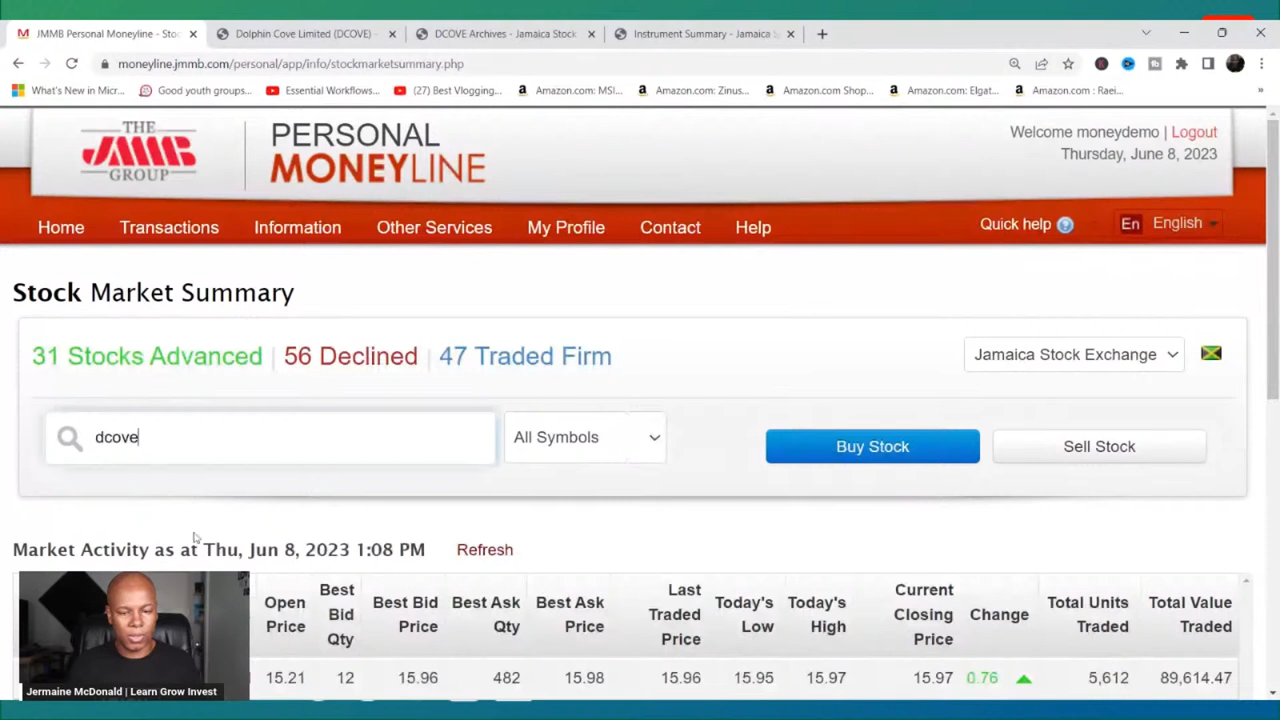 JMMB Personal Moneyline - Stoc
Dolphin Cove Limited (DCOVE) -
DCOVE Archives - Jamaica Stock
Instrument Summary - Jamaica S
moneyline.jmmb.com/personal/app/info/stockmarketsummary.php
What's New in Micr...
Good youth groups...
Essential Workflows...
(27) Best Vlogging...
Amazon.com: MSI...
Amazon.com: Zinus...
Amazon.com Shop...
Amazon.com: Elgat...
Amazon.com : Raei...
»
THE
JMMB
GROUP
PERSONAL
MONEYLINE
Welcome moneydemo | Logout
Thursday, June 8, 2023
Home Transactions Information Other Services My Profile Contact Help Quick help ? En English
Stock Market Summary
31 Stocks Advanced | 56 Declined | 47 Traded Firm
Jamaica Stock Exchange
dcove
All Symbols
Buy Stock
Sell Stock
Market Activity as at Thu, Jun 8, 2023 1:08 PM Refresh
Open Price
Best Bid Qty
Best Bid Price
Best Ask Qty
Best Ask Price
Last Traded Price
Today's Low
Today's High
Current Closing Price
Change
Total Units Traded
Total Value Traded
15.21 12 15.96 482 15.98 15.96 15.95 15.97 15.97 0.76 5,612 89,614.47
Jermaine McDonald | Learn Grow Invest